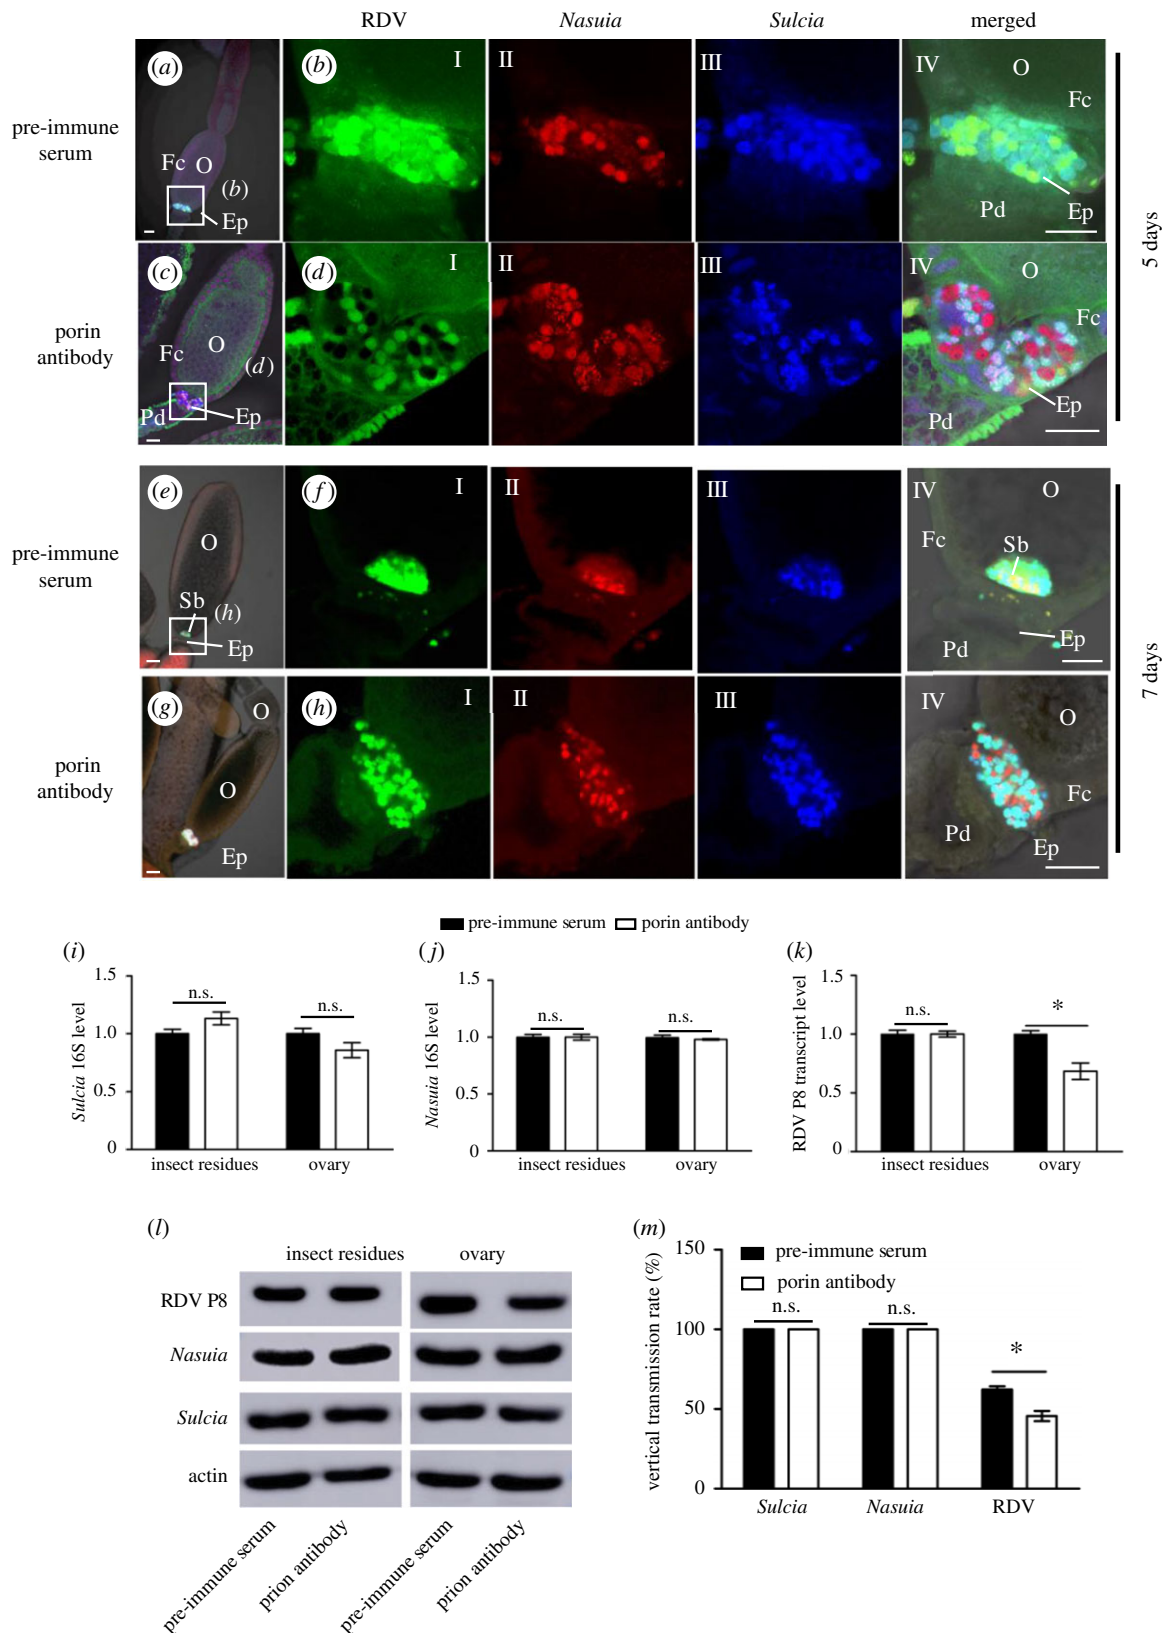 RDV Nasuia Sulcia merged
pre-immune serum
(a) Fc O (b) Ep
(b) I II III IV O Fc Pd Ep
porin antibody
(c) Fc O (d) Pd Ep
(d) I II III IV O Fc Ep Pd
5 days
pre-immune serum
(e) O Sb (h) Ep
(f) I II III IV O Fc Sb Pd Ep
porin antibody
(g) O O Ep
(h) I II III IV O Fc Pd Ep
7 days
pre-immune serum porin antibody
(i)
Sulcia 16S level
1.5
1.0
0.5
0
n.s. n.s.
insect residues ovary
(j)
Nasuia 16S level
1.5
1.0
0.5
0
n.s. n.s.
insect residues ovary
(k)
RDV P8 transcript level
1.5
1.0
0.5
0
n.s. *
insect residues ovary
(l)
insect residues ovary
RDV P8
Nasuia
Sulcia
actin
pre-immune serum
prion antibody
pre-immune serum
prion antibody
(m)
vertical transmission rate (%)
150
100
50
0
pre-immune serum
porin antibody
n.s. n.s. *
Sulcia Nasuia RDV